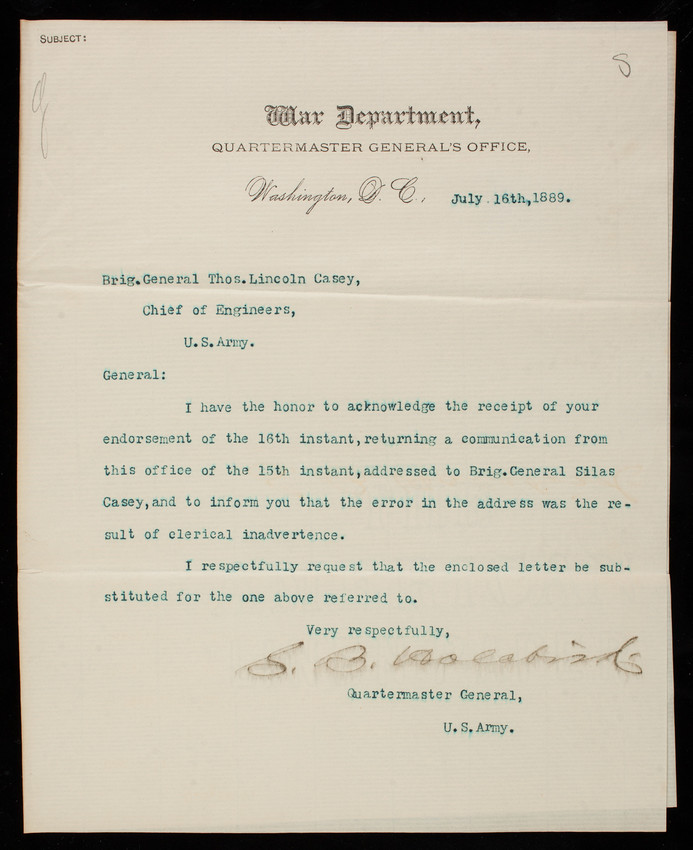 SUBJECT:
S
War Department,
QUARTERMASTER GENERAL'S OFFICE,
Washington, D. C., July 16th,1889.
Brig.General Thos.Lincoln Casey,
Chief of Engineers,
U.S.Army.
General:
I have the honor to acknowledge the receipt of your
endorsement of the 16th instant,returning a communication from
this office of the 15th instant,addressed to Brig.General Silas
Casey,and to inform you that the error in the address was the re-
sult of clerical inadvertence.
I respectfully request that the enclosed letter be sub-
stituted for the one above referred to.
Very respectfully,
S. B. Holabird
Quartermaster General,
U.S.Army.